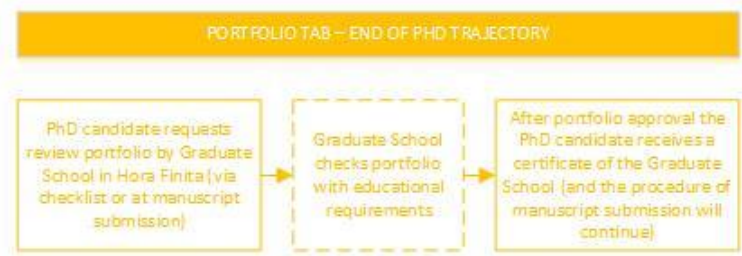 PORTFOLIO TAB – END OF PHD TRAJECTORY
PhD candidate requests
review portfolio by Graduate
School in Hora Finita (via
checklist or at manuscript
submission)
Graduate School
checks portfolio
with educational
requirements
After portfolio approval the
PhD candidate receives a
certificate of the Graduate
School (and the procedure of
manuscript submission will
continue)